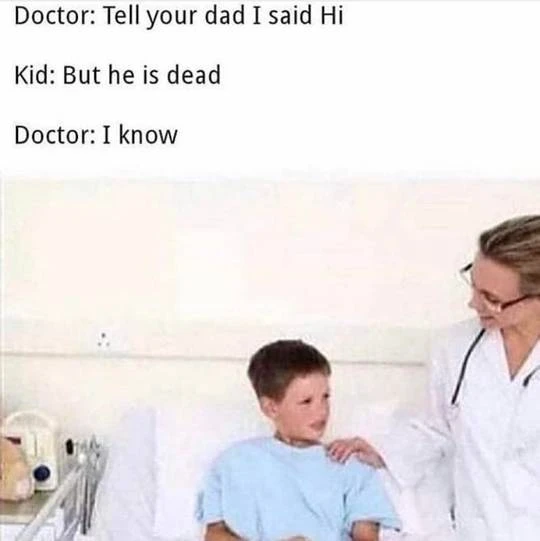 Doctor: Tell your dad I said Hi
Kid: But he is dead
Doctor: I know